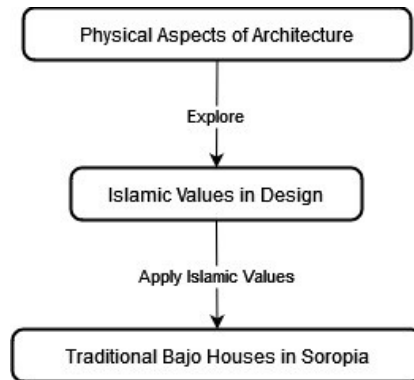 Physical Aspects of Architecture
Explore
Islamic Values in Design
Apply Islamic Values
Traditional Bajo Houses in Soropia